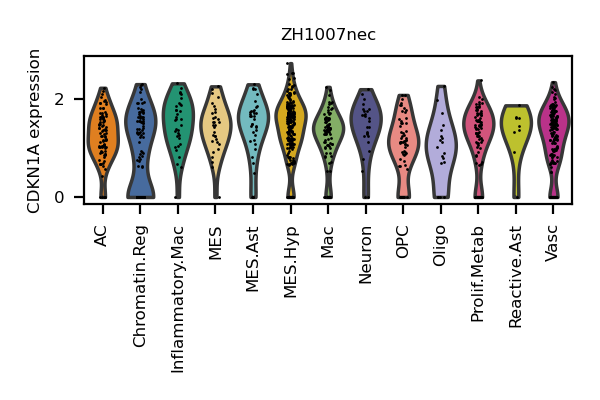 ZH1007nec
CDKN1A expression
2
0
AC
Chromatin.Reg
Inflammatory.Mac
MES
MES.Ast
MES.Hyp
Mac
Neuron
OPC
Oligo
Prolif.Metab
Reactive.Ast
Vasc